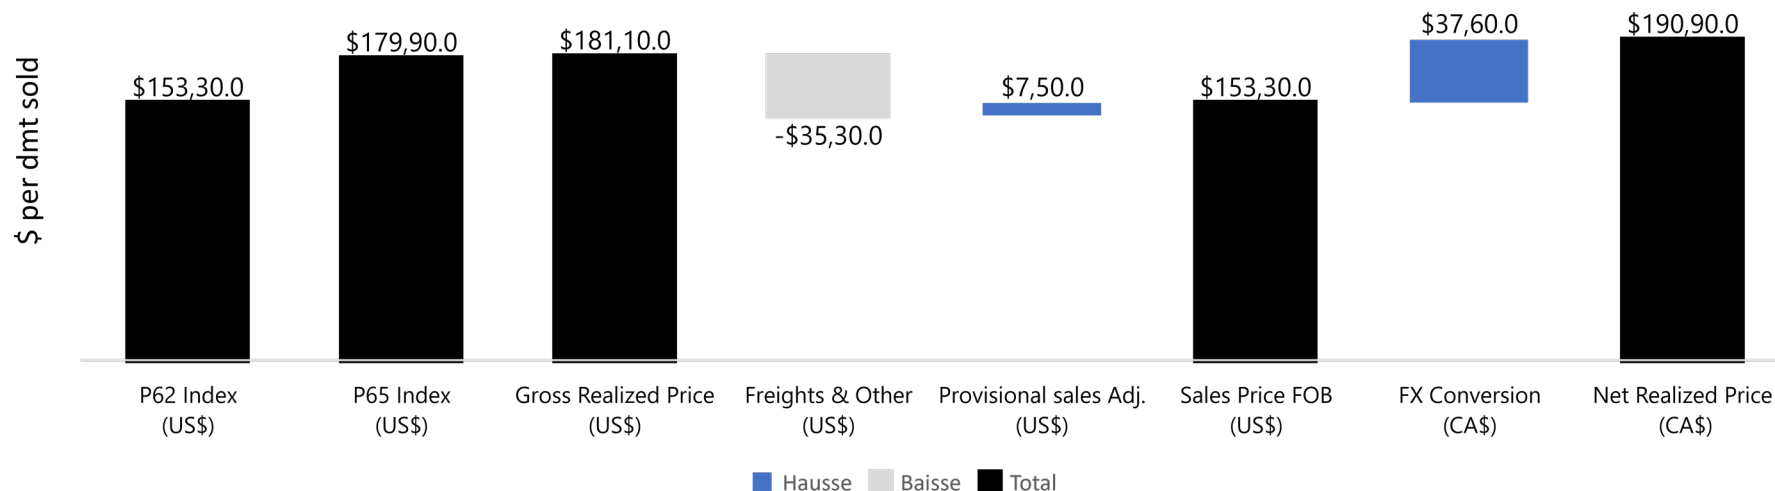 $ per dmt sold
$153,30.0
$179,90.0
$181,10.0
-$35,30.0
$7,50.0
$153,30.0
$37,60.0
$190,90.0
P62 Index
(US$)
P65 Index
(US$)
Gross Realized Price
(US$)
Freights & Other
(US$)
Provisional sales Adj.
(US$)
Sales Price FOB
(US$)
FX Conversion
(CA$)
Net Realized Price
(CA$)
Hausse Baisse Total